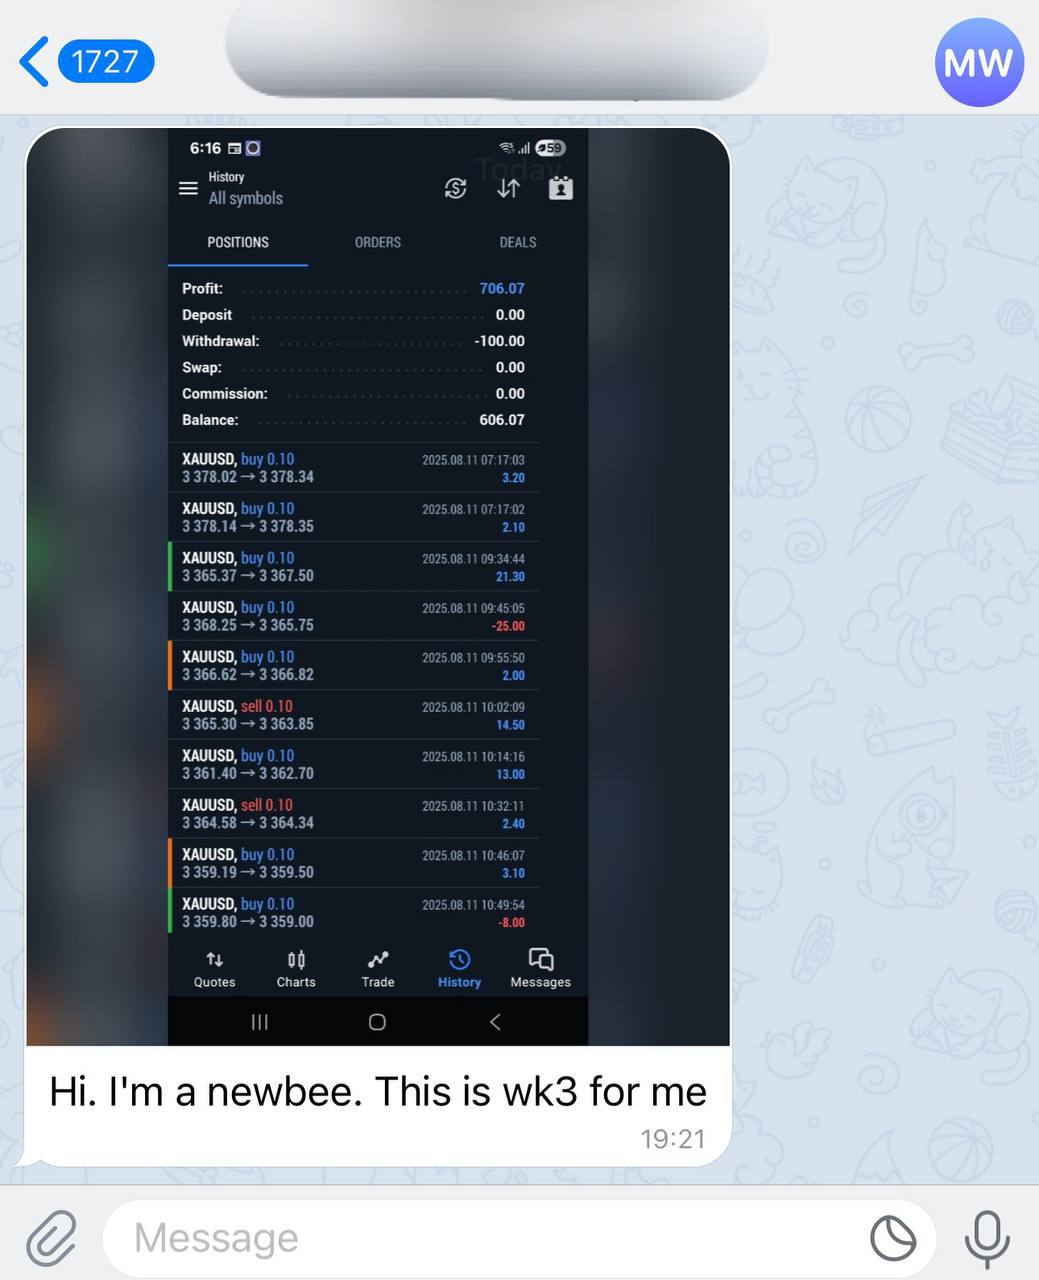 1727
MW
Today
6:16
59
History
All symbols
POSITIONS ORDERS DEALS
Profit: 706.07
Deposit 0.00
Withdrawal: -100.00
Swap: 0.00
Commission: 0.00
Balance: 606.07
XAUUSD, buy 0.10 2025.08.11 07:17:03
3 378.02 → 3 378.34 3.20
XAUUSD, buy 0.10 2025.08.11 07:17:02
3 378.14 → 3 378.35 2.10
XAUUSD, buy 0.10 2025.08.11 09:34:44
3 365.37 → 3 367.50 21.30
XAUUSD, buy 0.10 2025.08.11 09:45:05
3 368.25 → 3 365.75 -25.00
XAUUSD, buy 0.10 2025.08.11 09:55:50
3 366.62 → 3 366.82 2.00
XAUUSD, sell 0.10 2025.08.11 10:02:09
3 365.30 → 3 363.85 14.50
XAUUSD, buy 0.10 2025.08.11 10:14:16
3 361.40 → 3 362.70 13.00
XAUUSD, sell 0.10 2025.08.11 10:32:11
3 364.58 → 3 364.34 2.40
XAUUSD, buy 0.10 2025.08.11 10:46:07
3 359.19 → 3 359.50 3.10
XAUUSD, buy 0.10 2025.08.11 10:49:54
3 359.80 → 3 359.00 -8.00
Quotes Charts Trade History Messages
Hi. I'm a newbee. This is wk3 for me
19:21
Message